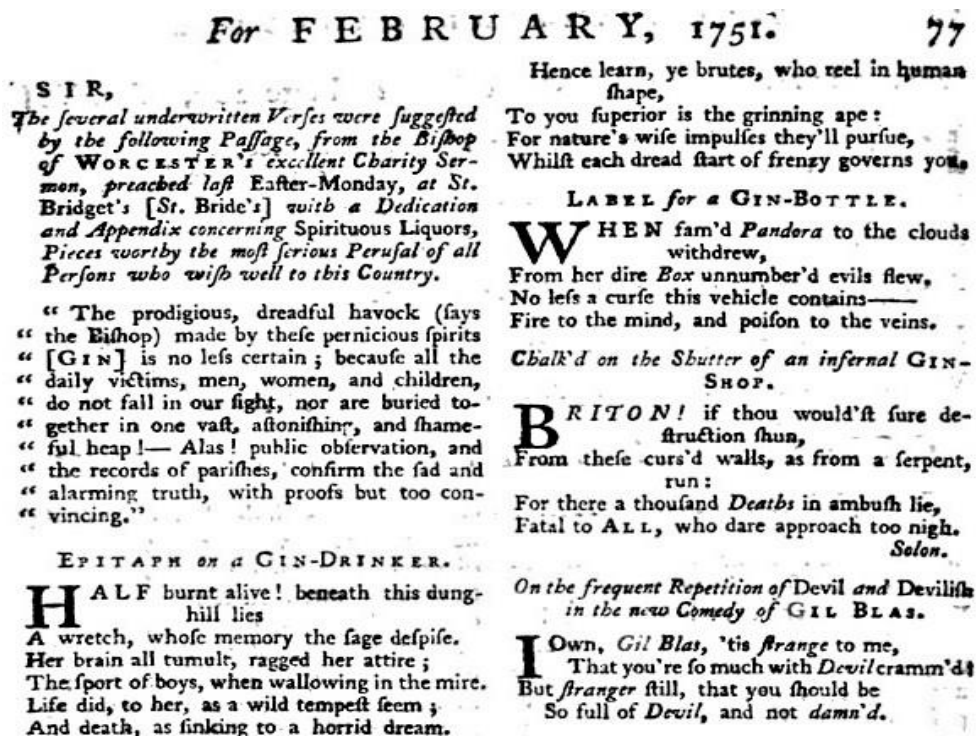 For FEBRUARY, 1751. 77
SIR,
The ſeveral underwritten Verſes were ſuggeſted
by the following Paſſage, from the Biſhop
of WORCESTER's excellent Charity Ser-
mon, preached laſt Eaſter-Monday, at St.
Bridget's [St. Bride's] with a Dedication
and Appendix concerning Spirituous Liquors,
Pieces worthy the moſt ſerious Peruſal of all
Perſons who wiſh well to this Country.
“ The prodigious, dreadful havock (ſays
“ the Biſhop) made by theſe pernicious ſpirits
“ [GIN] is no leſs certain ; becauſe all the
“ daily victims, men, women, and children,
“ do not fall in our ſight, nor are buried to-
“ gether in one vaſt, aſtoniſhing, and ſhame-
“ ful heap !— Alas ! public obſervation, and
“ the records of pariſhes, confirm the ſad and
“ alarming truth, with proofs but too con-
“ vincing.”
EPITAPH on a GIN-DRINKER.
HALF burnt alive ! beneath this dung-
hill lies
A wretch, whoſe memory the ſage deſpiſe.
Her brain all tumult, ragged her attire ;
The ſport of boys, when wallowing in the mire.
Life did, to her, as a wild tempeſt ſeem ;
And death, as ſinking to a horrid dream.
Hence learn, ye brutes, who reel in human
ſhape,
To you ſuperior is the grinning ape :
For nature's wiſe impulſes they'll purſue,
Whilſt each dread ſtart of frenzy governs you.
LABEL for a GIN-BOTTLE.
WHEN fam'd Pandora to the clouds
withdrew,
From her dire Box unnumber'd evils flew,
No leſs a curſe this vehicle contains——
Fire to the mind, and poiſon to the veins.
Chalk'd on the Shutter of an infernal GIN-
SHOP.
BRITON! if thou would'ſt ſure de-
ſtruction ſhun,
From theſe curs'd walls, as from a ſerpent,
run :
For there a thouſand Deaths in ambuſh lie,
Fatal to ALL, who dare approach too nigh.
Solon.
On the frequent Repetition of Devil and Deviliſh
in the new Comedy of GIL BLAS.
I Own, Gil Blas, 'tis ſtrange to me,
That you're ſo much with Devil cramm'd :
But ſtranger ſtill, that you ſhould be
So full of Devil, and not damn'd.